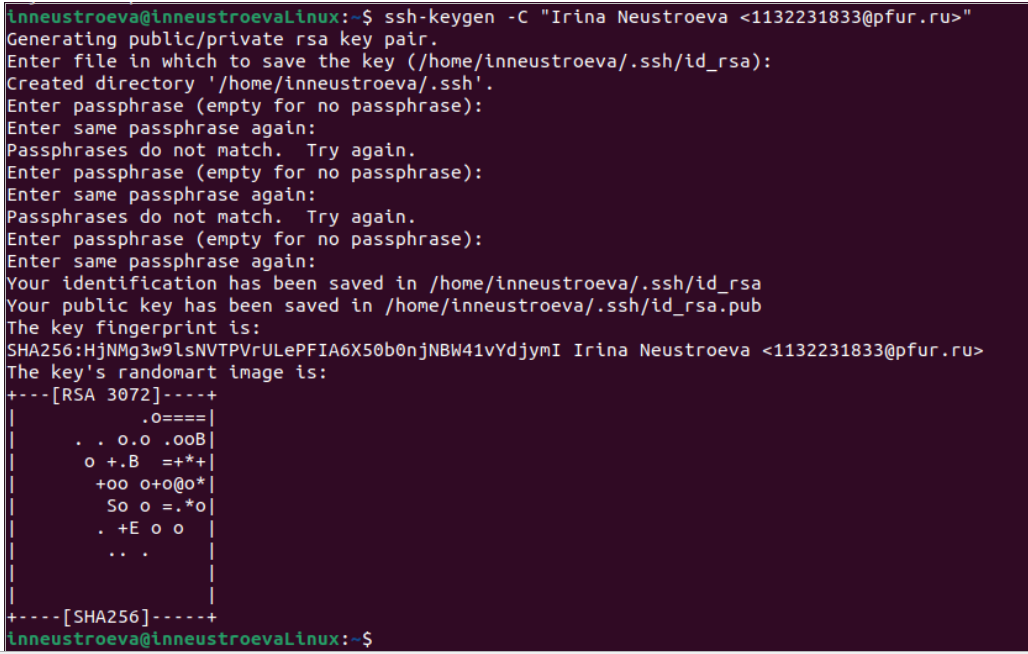 inneustroeva@inneustroevaLinux:~$ ssh-keygen -C "Irina Neustroeva <1132231833@pfur.ru>"
Generating public/private rsa key pair.
Enter file in which to save the key (/home/inneustroeva/.ssh/id_rsa):
Created directory '/home/inneustroeva/.ssh'.
Enter passphrase (empty for no passphrase):
Enter same passphrase again:
Passphrases do not match.  Try again.
Enter passphrase (empty for no passphrase):
Enter same passphrase again:
Passphrases do not match.  Try again.
Enter passphrase (empty for no passphrase):
Enter same passphrase again:
Your identification has been saved in /home/inneustroeva/.ssh/id_rsa
Your public key has been saved in /home/inneustroeva/.ssh/id_rsa.pub
The key fingerprint is:
SHA256:HjNMg3w9lsNVTPVrULePFIA6X50b0njNBW41vYdjymI Irina Neustroeva <1132231833@pfur.ru>
The key's randomart image is:
+---[RSA 3072]----+
|            .o====|
|      . . o.o .ooB|
|       o +.B  =+*+|
|        +oo o+o@o*|
|         So o =.*o|
|        . +E o o  |
|         .. .     |
|                 |
|                 |
+----[SHA256]-----+
inneustroeva@inneustroevaLinux:~$